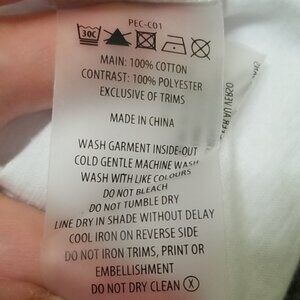 PEC-C01
30C
MAIN: 100% COTTON
CONTRAST: 100% POLYESTER
EXCLUSIVE OF TRIMS
MADE IN CHINA
WASH GARMENT INSIDE-OUT
COLD GENTLE MACHINE WASH
WASH WITH LIKE COLOURS
DO NOT BLEACH
DO NOT TUMBLE DRY
LINE DRY IN SHADE WITHOUT DELAY
COOL IRON ON REVERSE SIDE
DO NOT IRON TRIMS, PRINT OR
EMBELLISHMENT
DO NOT DRY CLEAN Ⓧ